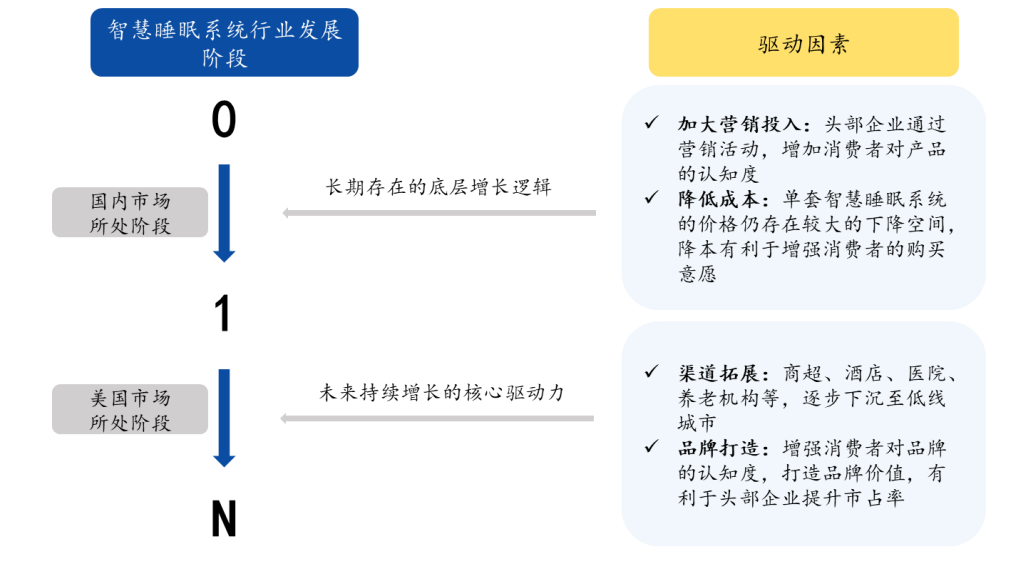 智慧睡眠系统行业发展
阶段
驱动因素
0
国内市场
所处阶段
长期存在的底层增长逻辑
✓ 加大营销投入：头部企业通过
营销活动，增加消费者对产品
的认知度
✓ 降低成本：单套智慧睡眠系统
的价格仍存在较大的下降空间，
降本有利于增强消费者的购买
意愿
1
美国市场
所处阶段
未来持续增长的核心驱动力
✓ 渠道拓展：商超、酒店、医院、
养老机构等，逐步下沉至低线
城市
✓ 品牌打造：增强消费者对品牌
的认知度，打造品牌价值，有
利于头部企业提升市占率
N